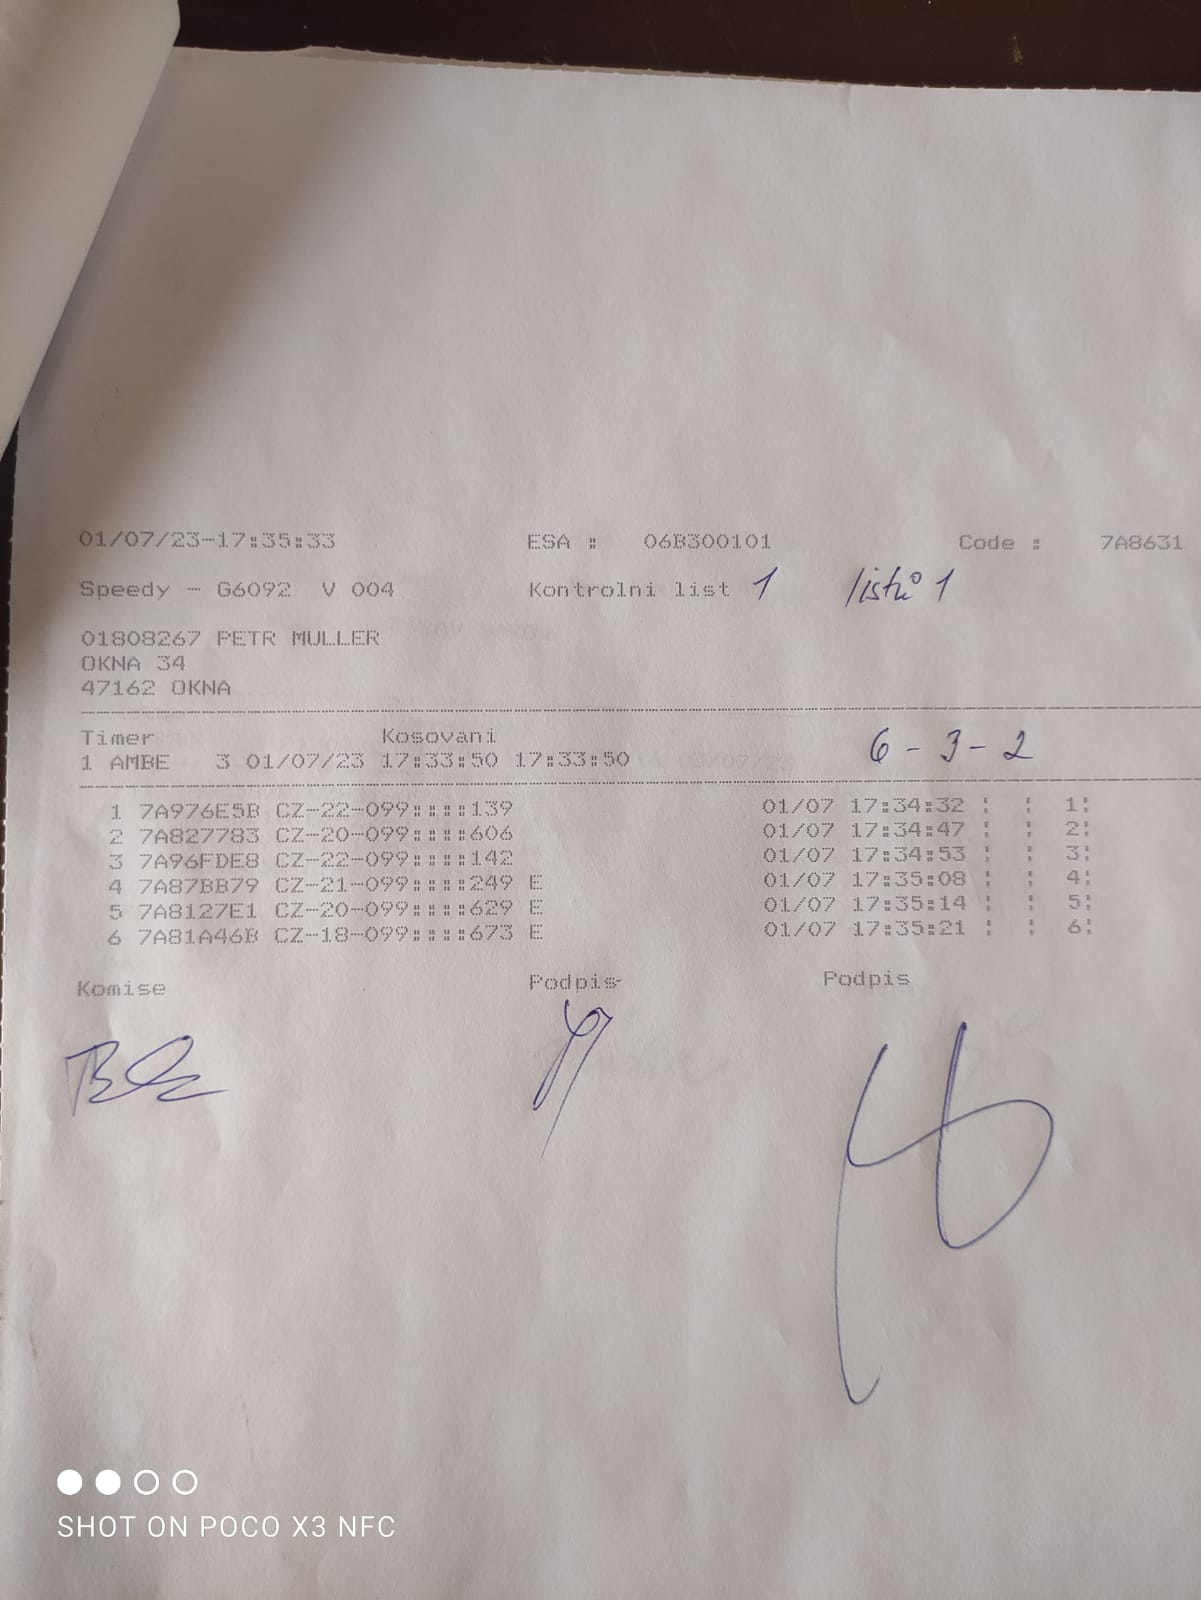 01/07/23-17:35:33 ESA : 06B300101 Code : 7A8631
Speedy - G6092 V 004 Kontrolni list 1 listů 1
01808267 PETR MULLER
OKNA 34
47162 OKNA
Timer Kosovani
1 AMBE 3 01/07/23 17:33:50 17:33:50 6-3-2
1 7A976E5B CZ-22-099::::139 01/07 17:34:32 ¦ ¦ 1¦
2 7A827783 CZ-20-099::::606 01/07 17:34:47 ¦ ¦ 2¦
3 7A96FDE8 CZ-22-099::::142 01/07 17:34:53 ¦ ¦ 3¦
4 7A87BB79 CZ-21-099::::249 E 01/07 17:35:08 ¦ ¦ 4¦
5 7A8127E1 CZ-20-099::::629 E 01/07 17:35:14 ¦ ¦ 5¦
6 7A81A46B CZ-18-099::::673 E 01/07 17:35:21 ¦ ¦ 6¦
Komise Podpis Podpis
SHOT ON POCO X3 NFC